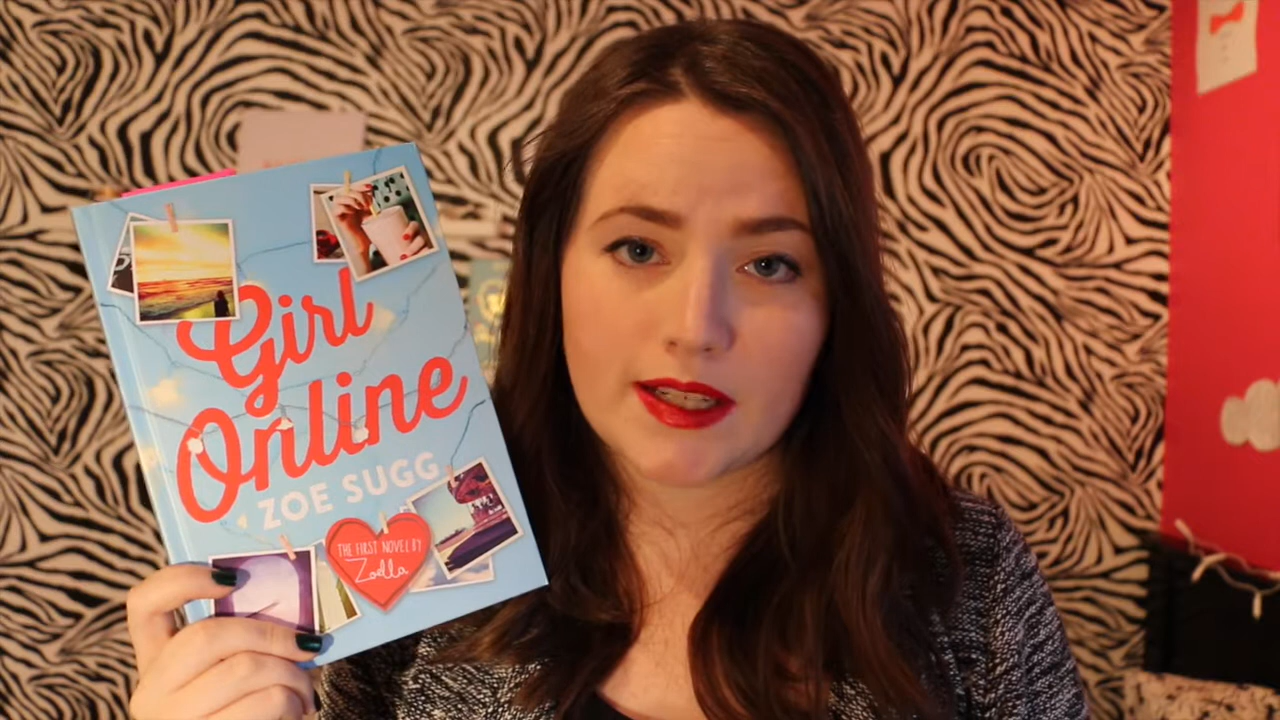 Girl
Online
ZOE SUGG
THE FIRST NOVEL BY
Zoella